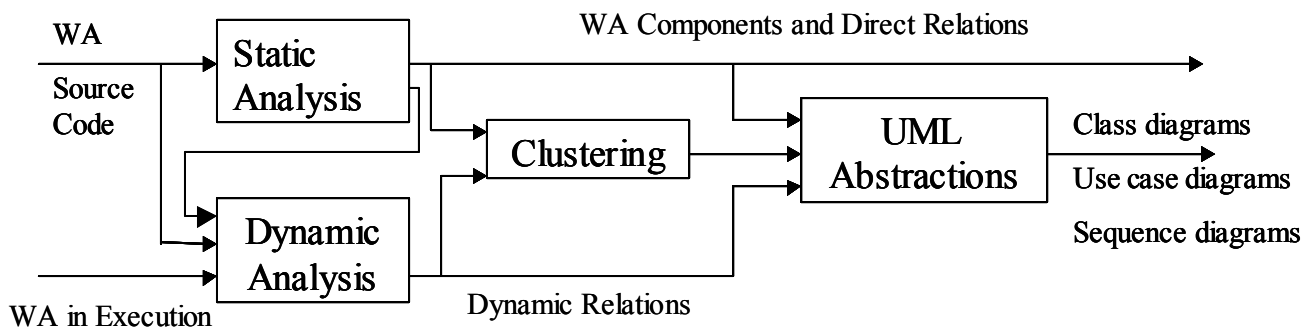 WA
Source
Code
Static
Analysis
WA Components and Direct Relations
Clustering
UML
Abstractions
Class diagrams
Use case diagrams
Sequence diagrams
Dynamic
Analysis
WA in Execution
Dynamic Relations